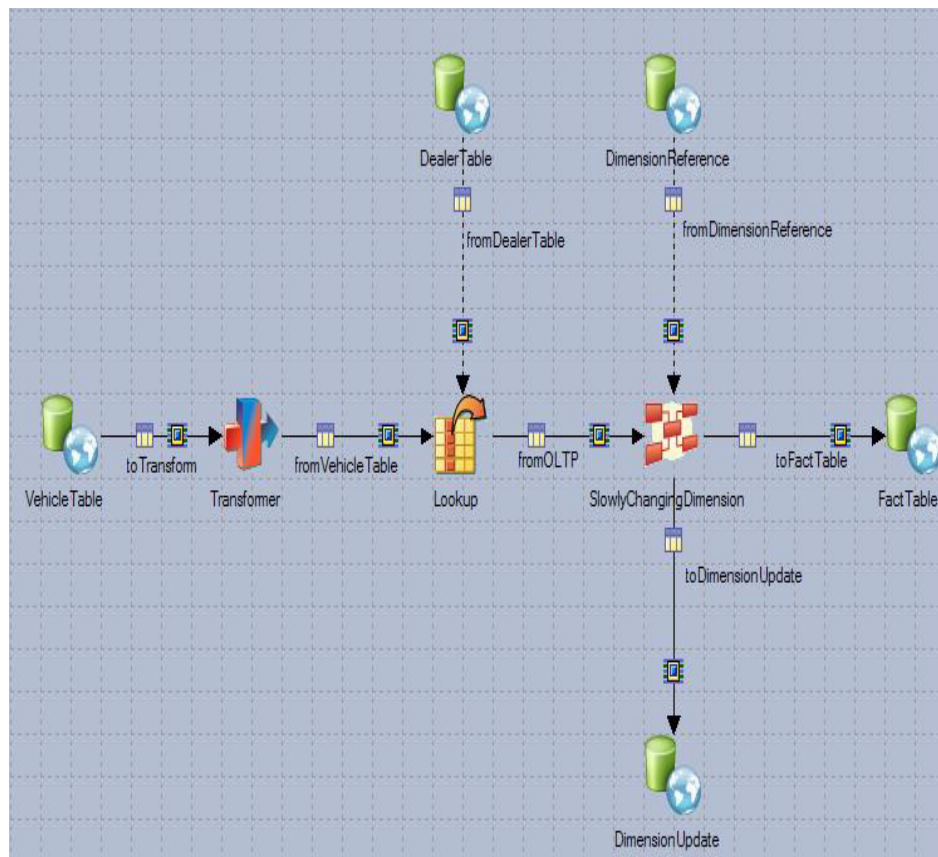 DealerTable
DimensionReference
fromDealerTable
fromDimensionReference
VehicleTable
toTransform
Transformer
fromVehicleTable
Lookup
fromOLTP
SlowlyChangingDimension
toFactTable
FactTable
toDimensionUpdate
DimensionUpdate